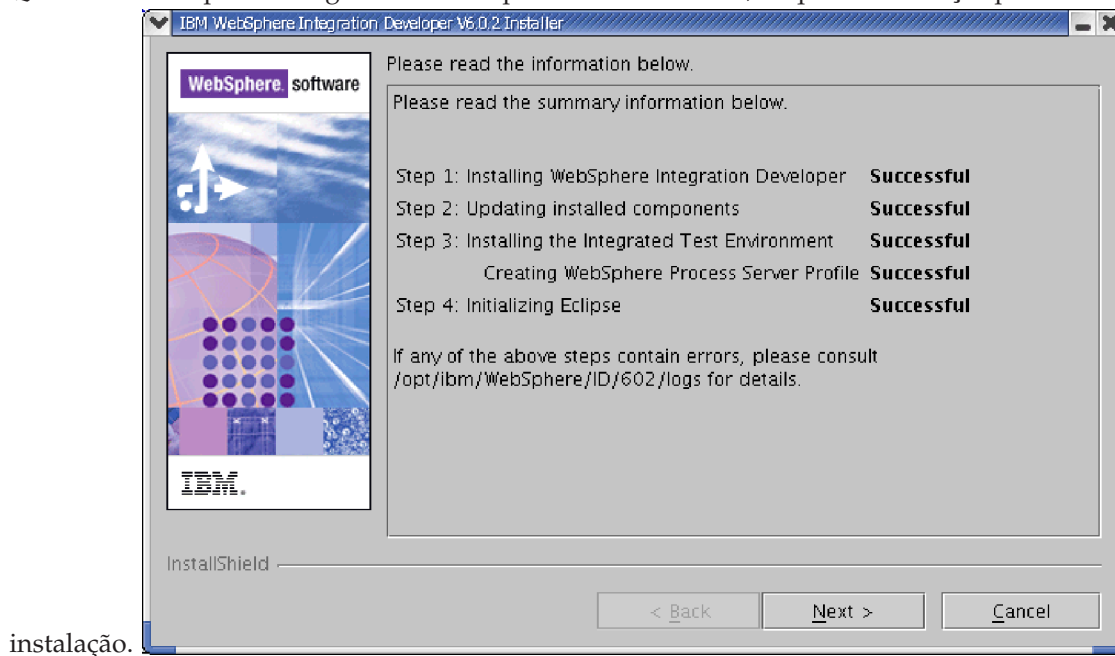 IBM WebSphere Integration Developer V6.0.2 Installer
WebSphere. software
Please read the information below.
Please read the summary information below.
Step 1: Installing WebSphere Integration Developer Successful
Step 2: Updating installed components Successful
Step 3: Installing the Integrated Test Environment Successful
Creating WebSphere Process Server Profile Successful
Step 4: Initializing Eclipse Successful
If any of the above steps contain errors, please consult
/opt/ibm/WebSphere/ID/602/logs for details.
IBM.
InstallShield
< Back Next > Cancel
instalação.